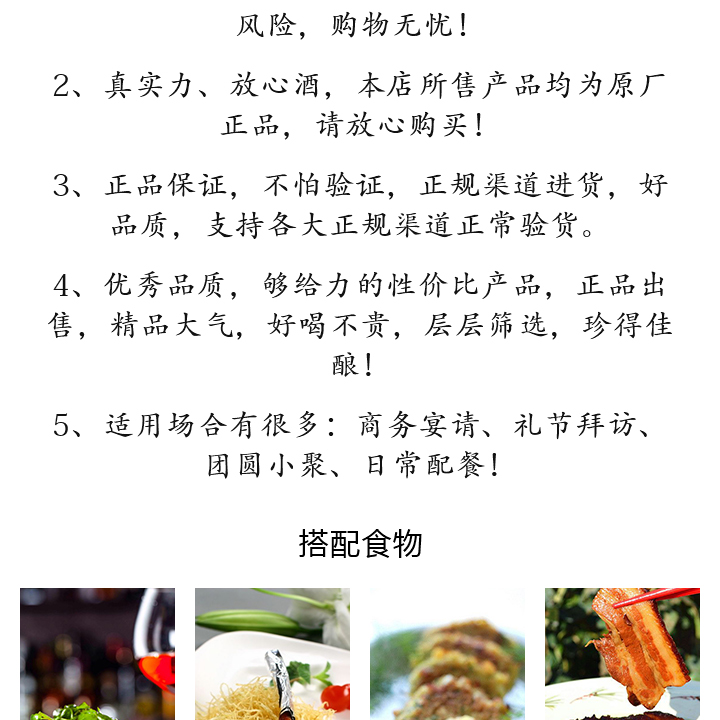 风险，购物无忧！
2、真实力、放心酒，本店所售产品均为原厂
正品，请放心购买！
3、正品保证，不怕验证，正规渠道进货，好
品质，支持各大正规渠道正常验货。
4、优秀品质，够给力的性价比产品，正品出
售，精品大气，好喝不贵，层层筛选，珍得佳
酿！
5、适用场合有很多：商务宴请、礼节拜访、
团圆小聚、日常配餐！
搭配食物